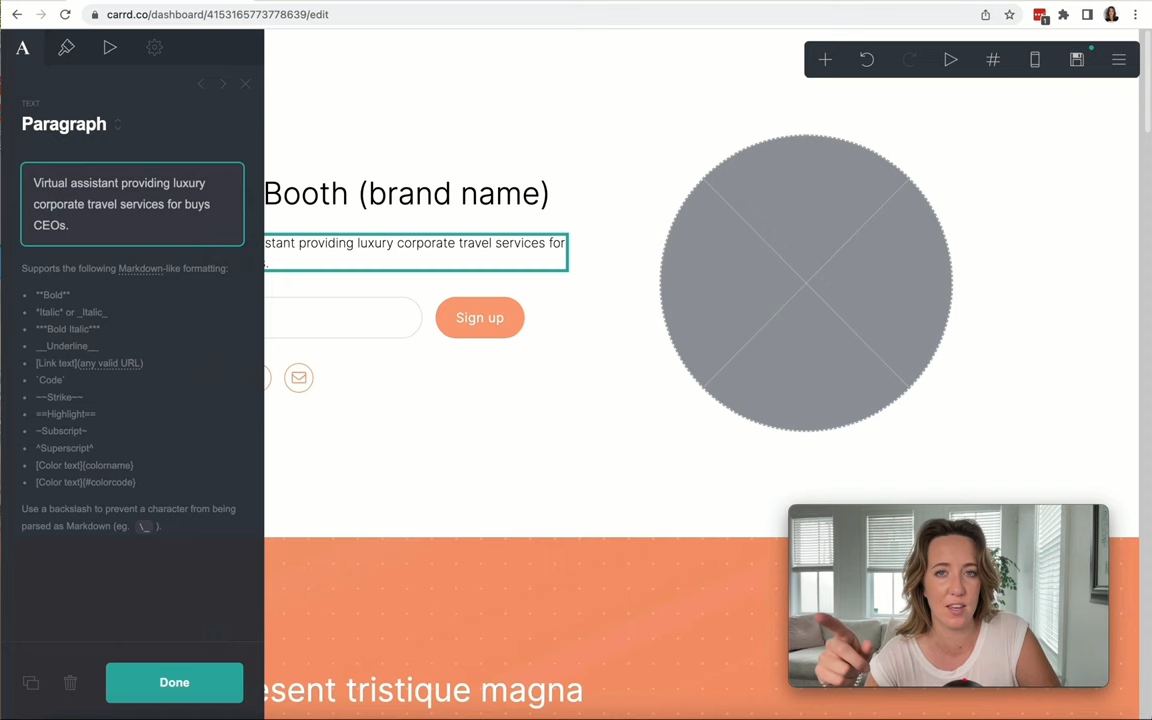 carrd.co/dashboard/4153165773778639/edit
1
A
TEXT
Paragraph
Virtual assistant providing luxury
corporate travel services for buys
CEOs.
Supports the following Markdown-like formatting:
**Bold**
*Italic* or _Italic_
***Bold Italic***
__Underline__
[Link text](any valid URL)
`Code`
~~Strike~~
==Highlight==
~Subscript~
^Superscript^
[Color text]{colorname}
[Color text]{#colorcode}
Use a backslash to prevent a character from being
parsed as Markdown (eg. \_ ).
Done
Booth (brand name)
stant providing luxury corporate travel services for
.
Sign up
esent tristique magna